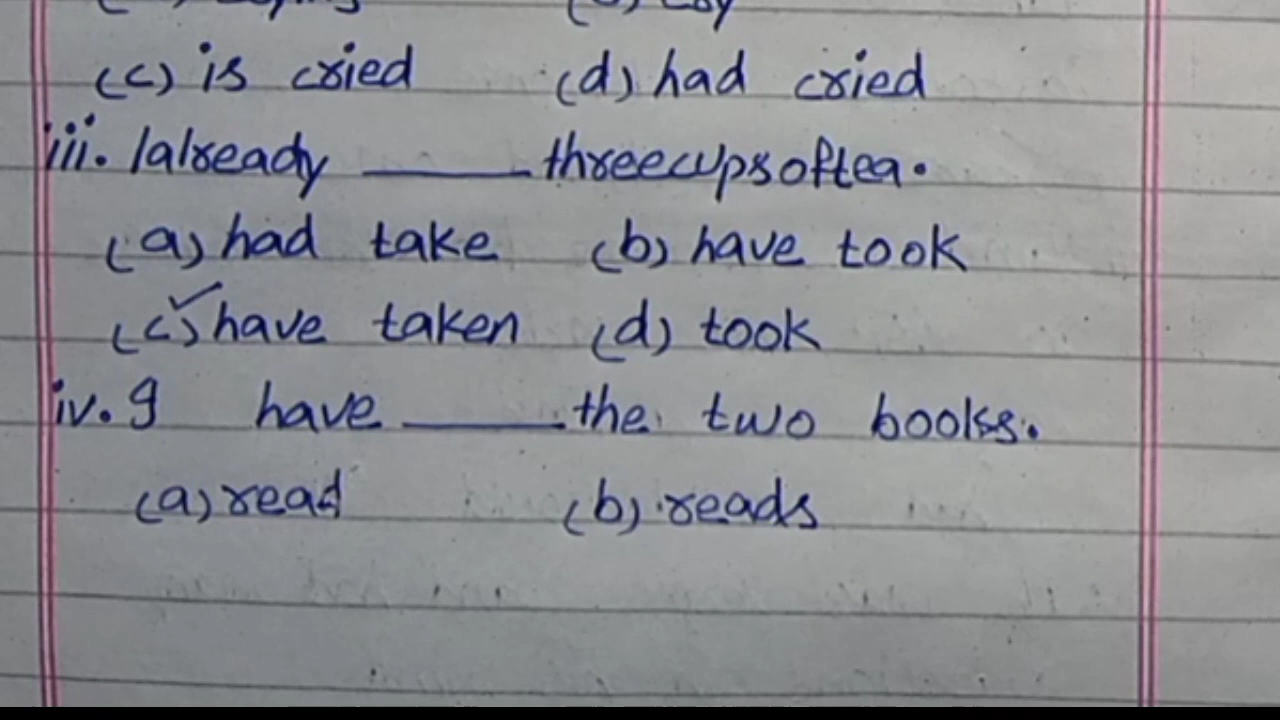 (c) is cried (d) had cried
iii. Ialready ______ threecupsoftea.
(a) had take (b) have took
(c) have taken (d) took
iv. I have ______ the two books.
(a) read (b) reads